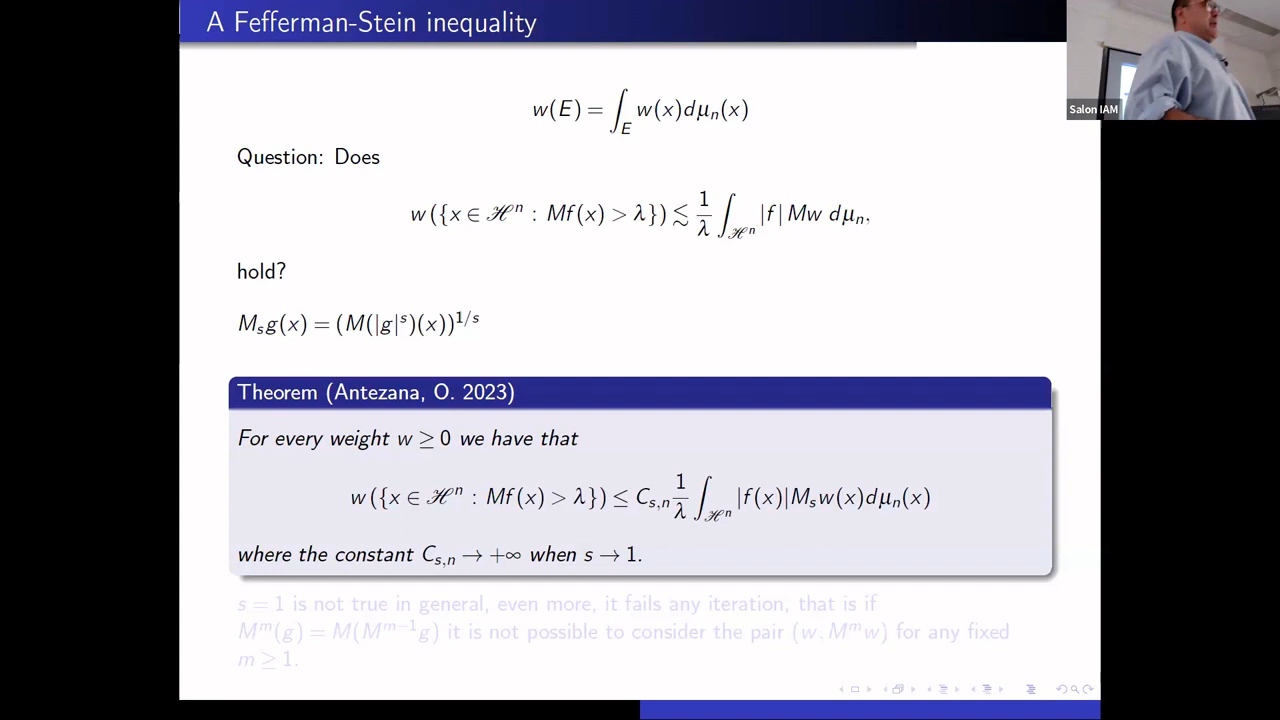 A Fefferman-Stein inequality
Salon IAM
w(E) = ∫_E w(x)dμ_n(x)
Question: Does
w ({x ∈ ℋ^n : Mf(x) > λ}) ≲ 1/λ ∫_{ℋ^n} |f| Mw dμ_n,
hold?
M_s g(x) = (M(|g|^s)(x))^{1/s}
Theorem (Antezana, O. 2023)
For every weight w ≥ 0 we have that
w ({x ∈ ℋ^n : Mf(x) > λ}) ≤ C_{s,n} 1/λ ∫_{ℋ^n} |f(x)|M_s w(x)dμ_n(x)
where the constant C_{s,n} → +∞ when s → 1.
s = 1 is not true in general, even more, it fails any iteration, that is if
M^m(g) = M(M^{m−1}g) it is not possible to consider the pair (w.M^m w) for any fixed
m ≥ 1.